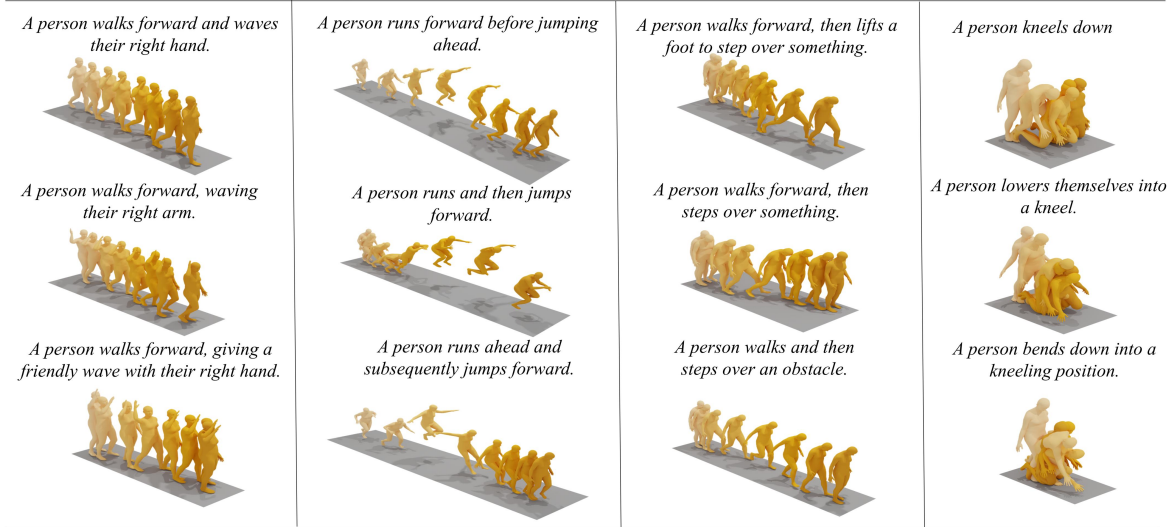 A person walks forward and waves
their right hand.
A person runs forward before jumping
ahead.
A person walks forward, then lifts a
foot to step over something.
A person kneels down
A person walks forward, waving
their right arm.
A person runs and then jumps
forward.
A person walks forward, then
steps over something.
A person lowers themselves into
a kneel.
A person walks forward, giving a
friendly wave with their right hand.
A person runs ahead and
subsequently jumps forward.
A person walks and then
steps over an obstacle.
A person bends down into a
kneeling position.